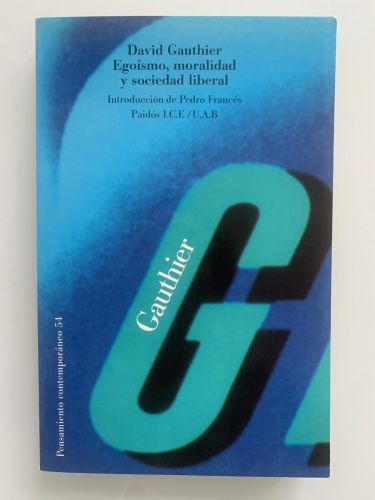 David Gauthier
Egoísmo, moralidad
y sociedad liberal
Introducción de Pedro Francés
Paidós I.C.E / U.A.B
Gauthier
G
Pensamiento contemporáneo 54